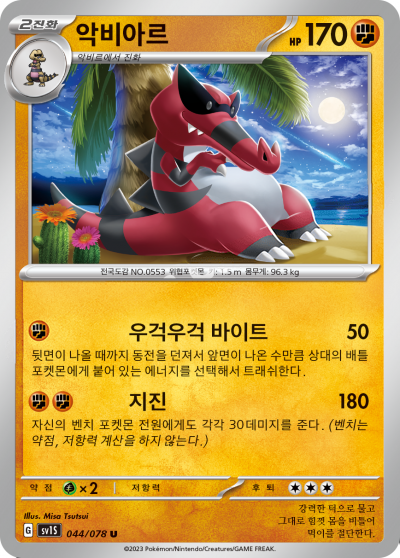 2진화
악비아르
HP 170
악비르에서 진화
전국도감 NO.0553 위협포켓몬 키: 1.5 m 몸무게: 96.3 kg
우걱우걱 바이트 50
뒷면이 나올 때까지 동전을 던져서 앞면이 나온 수만큼 상대의 배틀
포켓몬에게 붙어 있는 에너지를 선택해서 트래쉬한다.
지진 180
자신의 벤치 포켓몬 전원에게도 각각 30데미지를 준다. (벤치는
약점, 저항력 계산을 하지 않는다.)
약점 ×2 저항력 후퇴
Illus. Misa Tsutsui
G sv1S 044/078 U
강력한 턱으로 물고
그대로 힘껏 몸을 비틀어
먹이를 절단한다.
©2023 Pokémon/Nintendo/Creatures/GAME FREAK.